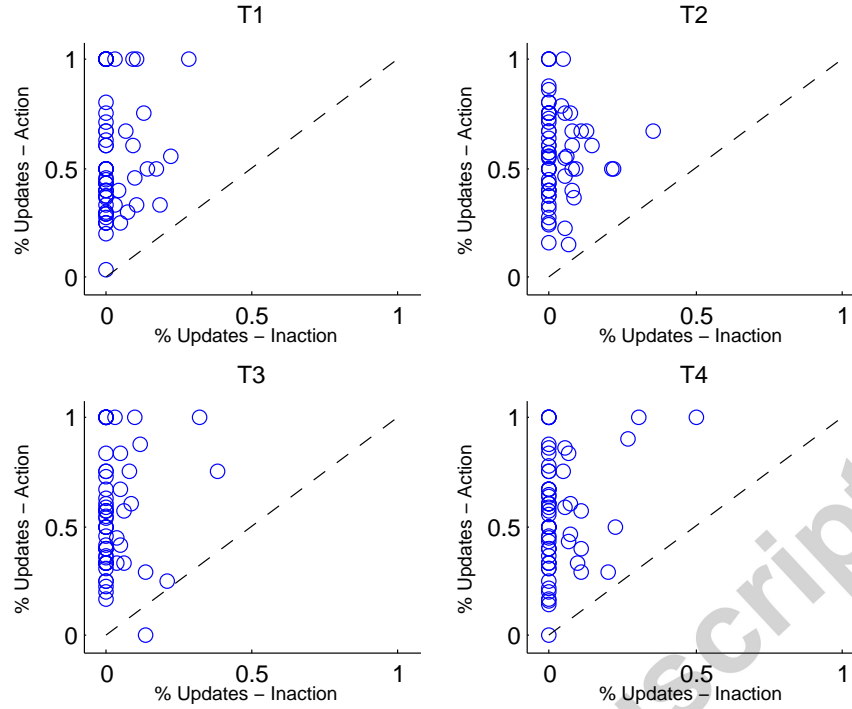 T1
T2
1
0.5
0
% Updates – Action
0
0.5
1
% Updates – Inaction
1
0.5
0
% Updates – Action
0
0.5
1
% Updates – Inaction
T3
T4
1
0.5
0
% Updates – Action
0
0.5
1
% Updates – Inaction
1
0.5
0
% Updates – Action
0
0.5
1
% Updates – Inaction
uscript